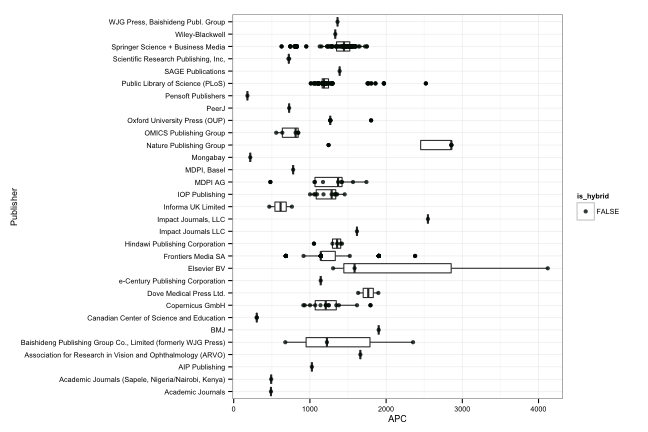 WJG Press, Baishideng Publ. Group
Wiley-Blackwell
Springer Science + Business Media
Scientific Research Publishing, Inc,
SAGE Publications
Public Library of Science (PLoS)
Pensoft Publishers
PeerJ
Oxford University Press (OUP)
OMICS Publishing Group
Nature Publishing Group
Mongabay
MDPI, Basel
MDPI AG
IOP Publishing
Informa UK Limited
Impact Journals, LLC
Impact Journals LLC
Hindawi Publishing Corporation
Frontiers Media SA
Elsevier BV
e-Century Publishing Corporation
Dove Medical Press Ltd.
Copernicus GmbH
Canadian Center of Science and Education
BMJ
Baishideng Publishing Group Co., Limited (formerly WJG Press)
Association for Research in Vision and Ophthalmology (ARVO)
AIP Publishing
Academic Journals (Sapele, Nigeria/Nairobi, Kenya)
Academic Journals
Publisher
0 1000 2000 3000 4000
APC
is_hybrid
FALSE